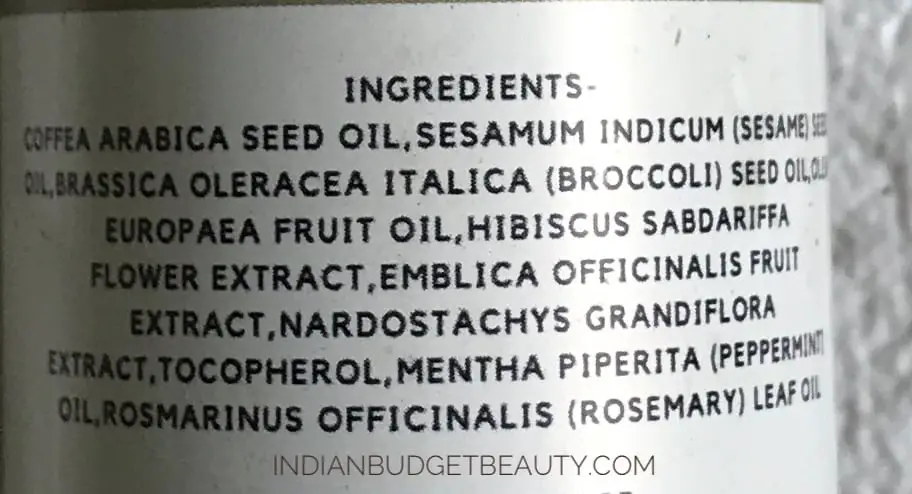 INGREDIENTS-
COFFEA ARABICA SEED OIL,SESAMUM INDICUM (SESAME)
OIL,BRASSICA OLERACEA ITALICA (BROCCOLI) SEED OIL,
EUROPAEA FRUIT OIL,HIBISCUS SABDARIFFA
FLOWER EXTRACT,EMBLICA OFFICINALIS FRUIT
EXTRACT,NARDOSTACHYS GRANDIFLORA
EXTRACT,TOCOPHEROL,MENTHA PIPERITA (PEPPERMINT)
OIL,ROSMARINUS OFFICINALIS (ROSEMARY) LEAF OIL
INDIANBUDGETBEAUTY.COM